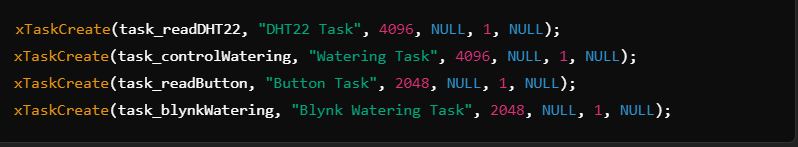 xTaskCreate(task_readDHT22, "DHT22 Task", 4096, NULL, 1, NULL);
xTaskCreate(task_controlWatering, "Watering Task", 4096, NULL, 1, NULL);
xTaskCreate(task_readButton, "Button Task", 2048, NULL, 1, NULL);
xTaskCreate(task_blynkWatering, "Blynk Watering Task", 2048, NULL, 1, NULL);